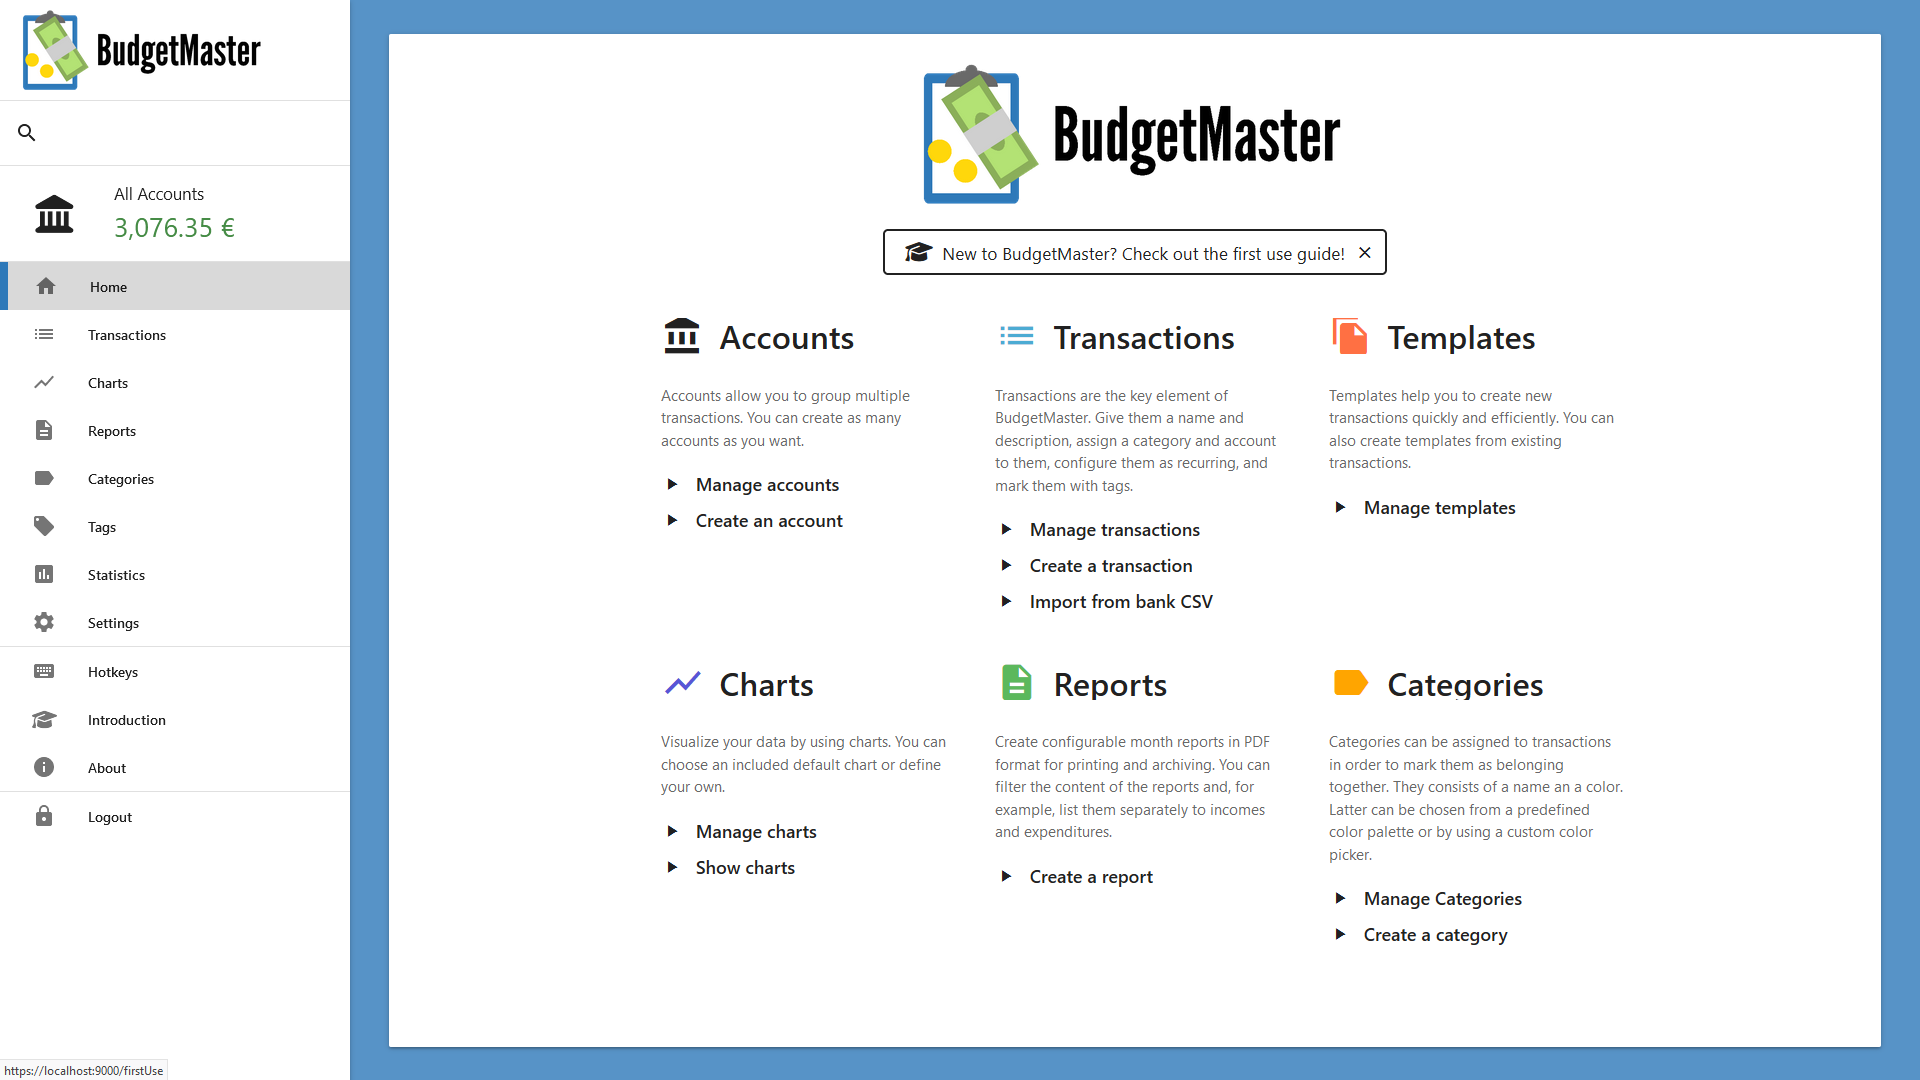 BudgetMaster
All Accounts
3,076.35 €
Home
Transactions
Charts
Reports
Categories
Tags
Statistics
Settings
Hotkeys
Introduction
About
Logout
https://localhost:9000/firstUse
BudgetMaster
New to BudgetMaster? Check out the first use guide!
Accounts
Accounts allow you to group multiple
transactions. You can create as many
accounts as you want.
Manage accounts
Create an account
Transactions
Transactions are the key element of
BudgetMaster. Give them a name and
description, assign a category and account
to them, configure them as recurring, and
mark them with tags.
Manage transactions
Create a transaction
Import from bank CSV
Templates
Templates help you to create new
transactions quickly and efficiently. You can
also create templates from existing
transactions.
Manage templates
Charts
Visualize your data by using charts. You can
choose an included default chart or define
your own.
Manage charts
Show charts
Reports
Create configurable month reports in PDF
format for printing and archiving. You can
filter the content of the reports and, for
example, list them separately to incomes
and expenditures.
Create a report
Categories
Categories can be assigned to transactions
in order to mark them as belonging
together. They consists of a name an a color.
Latter can be chosen from a predefined
color palette or by using a custom color
picker.
Manage Categories
Create a category